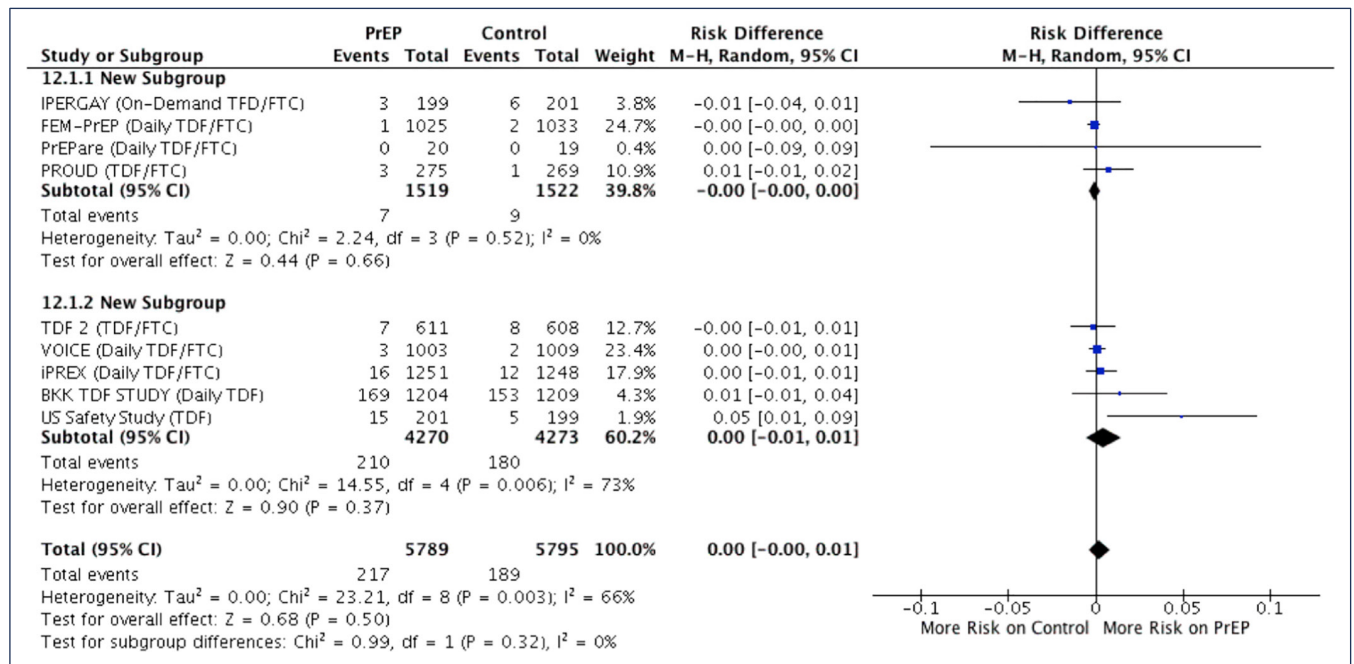 PrEP Control Risk Difference Risk Difference
Study or Subgroup Events Total Events Total Weight M-H, Random, 95% CI M-H, Random, 95% CI
12.1.1 New Subgroup
IPERGAY (On-Demand TFD/FTC) 3 199 6 201 3.8% -0.01 [-0.04, 0.01]
FEM-PrEP (Daily TDF/FTC) 1 1025 2 1033 24.7% -0.00 [-0.00, 0.00]
PrEPare (Daily TDF/FTC) 0 20 0 19 0.4% 0.00 [-0.09, 0.09]
PROUD (TDF/FTC) 3 275 1 269 10.9% 0.01 [-0.01, 0.02]
Subtotal (95% CI) 1519 1522 39.8% -0.00 [-0.00, 0.00]
Total events 7 9
Heterogeneity: Tau² = 0.00; Chi² = 2.24, df = 3 (P = 0.52); I² = 0%
Test for overall effect: Z = 0.44 (P = 0.66)
12.1.2 New Subgroup
TDF 2 (TDF/FTC) 7 611 8 608 12.7% -0.00 [-0.01, 0.01]
VOICE (Daily TDF/FTC) 3 1003 2 1009 23.4% 0.00 [-0.00, 0.01]
iPREX (Daily TDF/FTC) 16 1251 12 1248 17.9% 0.00 [-0.01, 0.01]
BKK TDF STUDY (Daily TDF) 169 1204 153 1209 4.3% 0.01 [-0.01, 0.04]
US Safety Study (TDF) 15 201 5 199 1.9% 0.05 [0.01, 0.09]
Subtotal (95% CI) 4270 4273 60.2% 0.00 [-0.01, 0.01]
Total events 210 180
Heterogeneity: Tau² = 0.00; Chi² = 14.55, df = 4 (P = 0.006); I² = 73%
Test for overall effect: Z = 0.90 (P = 0.37)
Total (95% CI) 5789 5795 100.0% 0.00 [-0.00, 0.01]
Total events 217 189
Heterogeneity: Tau² = 0.00; Chi² = 23.21, df = 8 (P = 0.003); I² = 66%
Test for overall effect: Z = 0.68 (P = 0.50)
Test for subgroup differences: Chi² = 0.99, df = 1 (P = 0.32), I² = 0%
-0.1 -0.05 0 0.05 0.1
More Risk on Control More Risk on PrEP